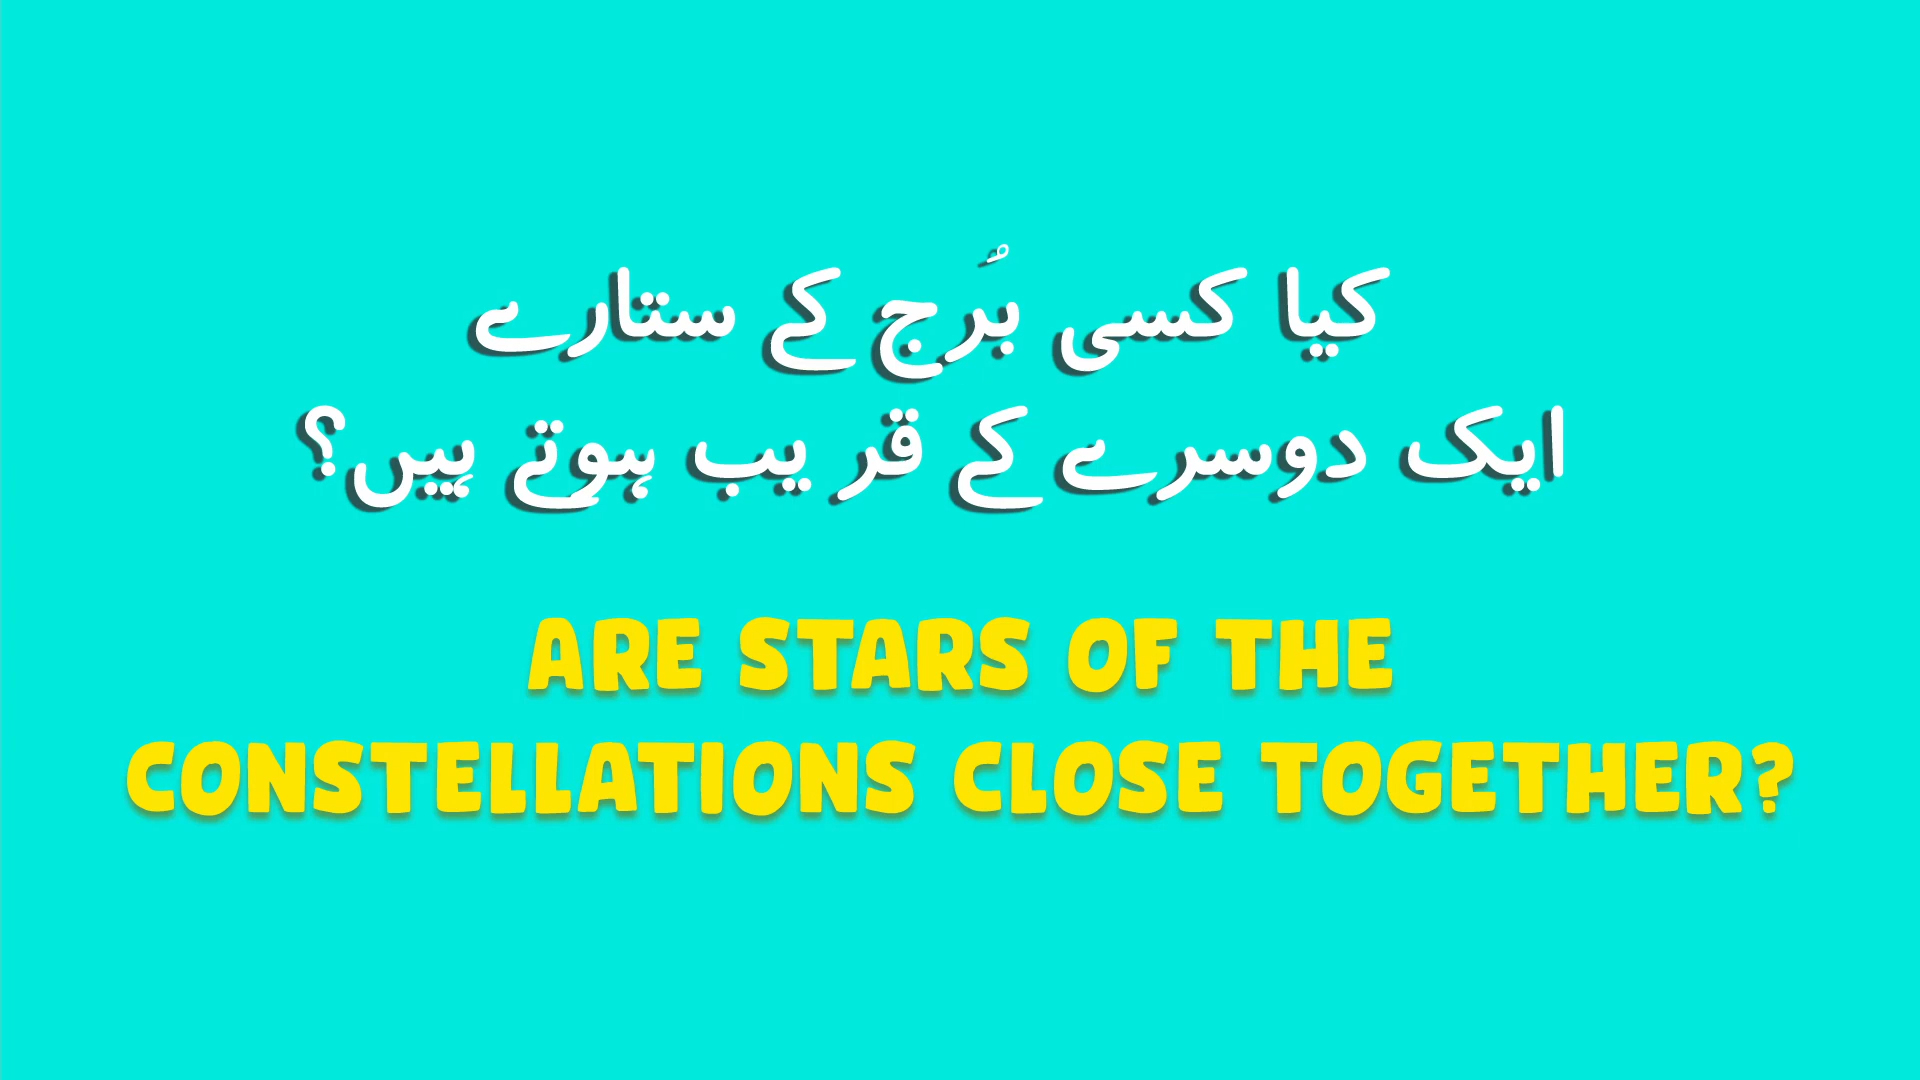 کیا کسی بُرج کے ستارے
ایک دوسرے کے قریب ہوتے ہیں؟
ARE STARS OF THE
CONSTELLATIONS CLOSE TOGETHER?